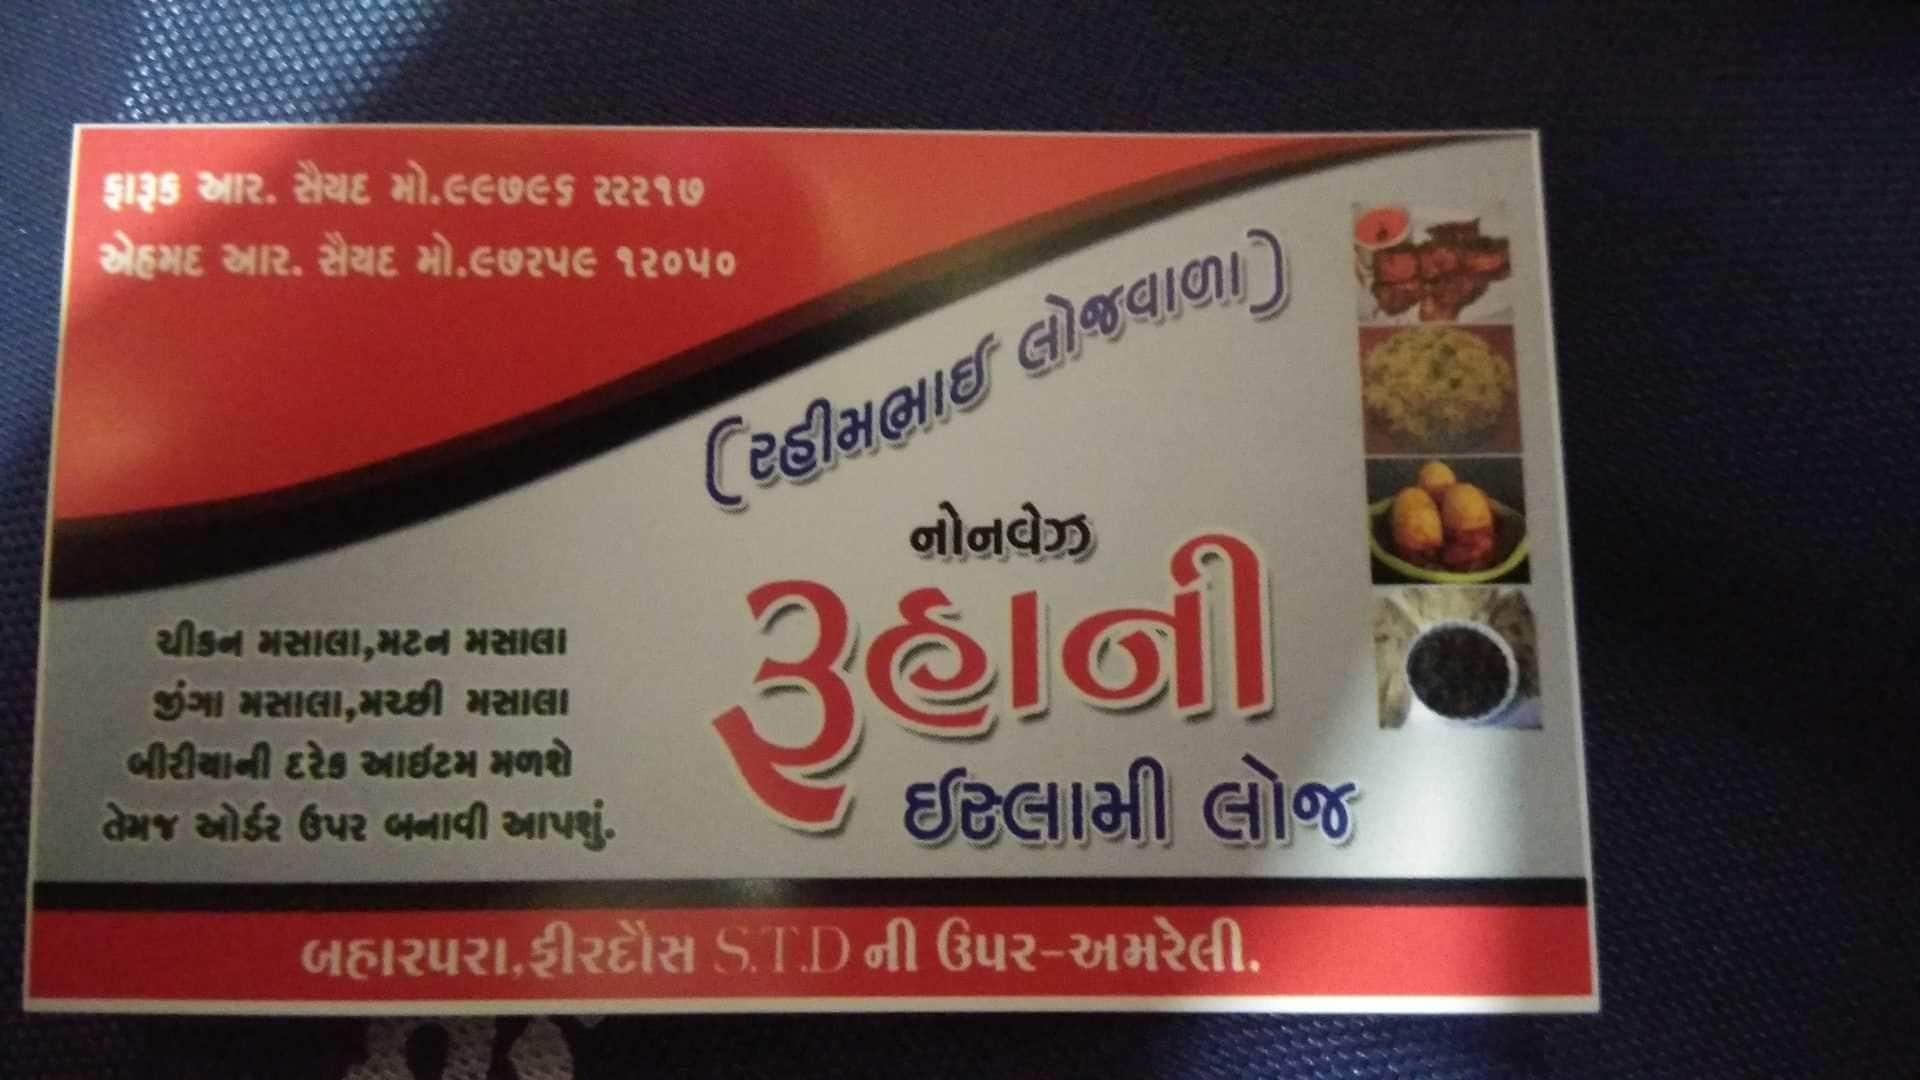 ફારૂક આર. સૈયદ મો.૯૯૭૯૬ ૨૨૨૧૭
એહમદ આર. સૈયદ મો.૯૭૨૫૯ ૧૨૦૫૦
(રહીમભાઈ લોજવાળા)
નોનવેઝ
રૂહાની
ઈસ્લામી લોજ
ચીકન મસાલા,મટન મસાલા
જીંગા મસાલા,મચ્છી મસાલા
બીરીયાની દરેક આઈટમ મળશે
તેમજ ઓર્ડર ઉપર બનાવી આપશું.
બહારપરા,ફીરદૌસ S.T.D ની ઉપર-અમરેલી.